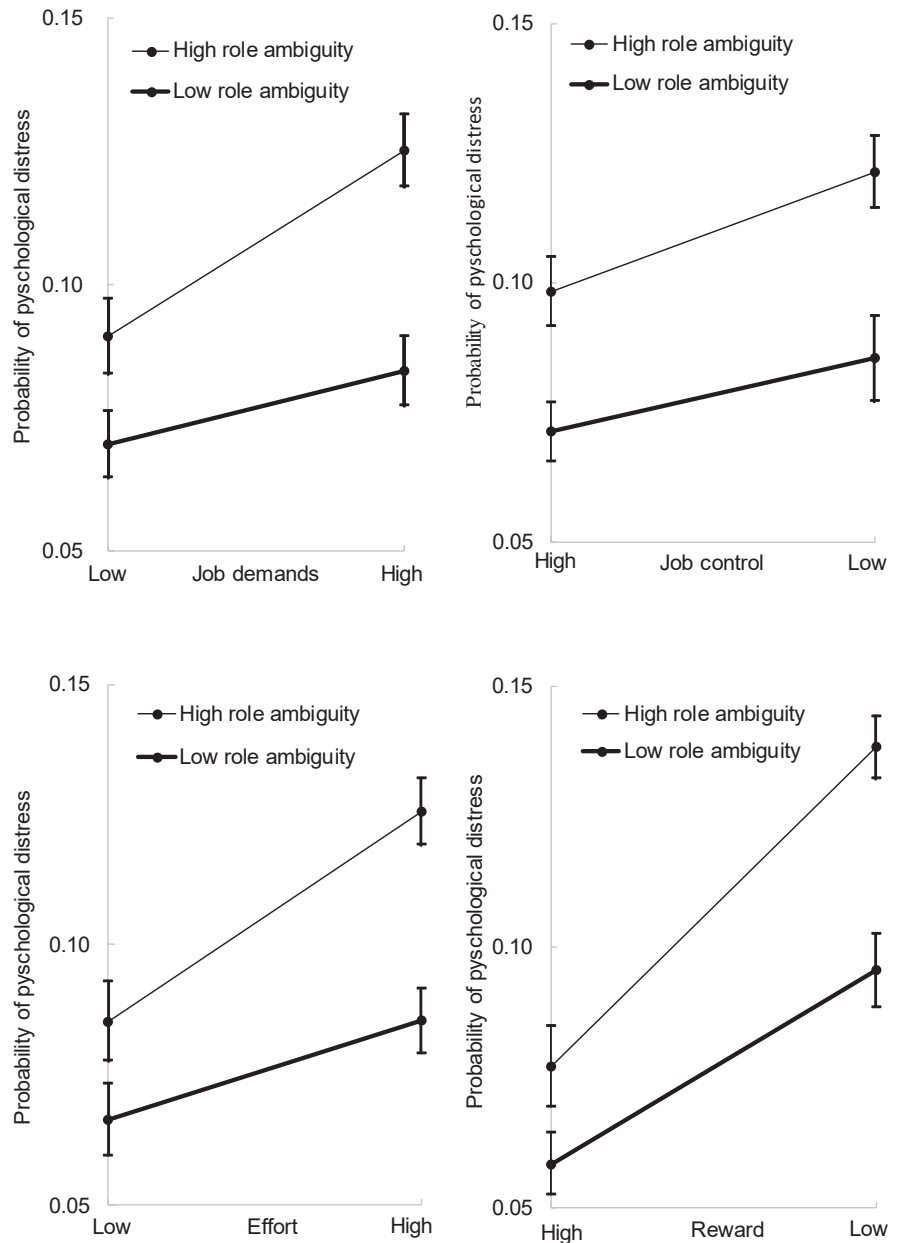 0.15
High role ambiguity
Low role ambiguity
Probability of pyschological distress
0.10
0.05
Low Job demands High
0.15
High role ambiguity
Low role ambiguity
Probability of pyschological distress
0.10
0.05
High Job control Low
0.15
High role ambiguity
Low role ambiguity
Probability of pyschological distress
0.10
0.05
Low Effort High
0.15
High role ambiguity
Low role ambiguity
Probability of pyschological distress
0.10
0.05
High Reward Low